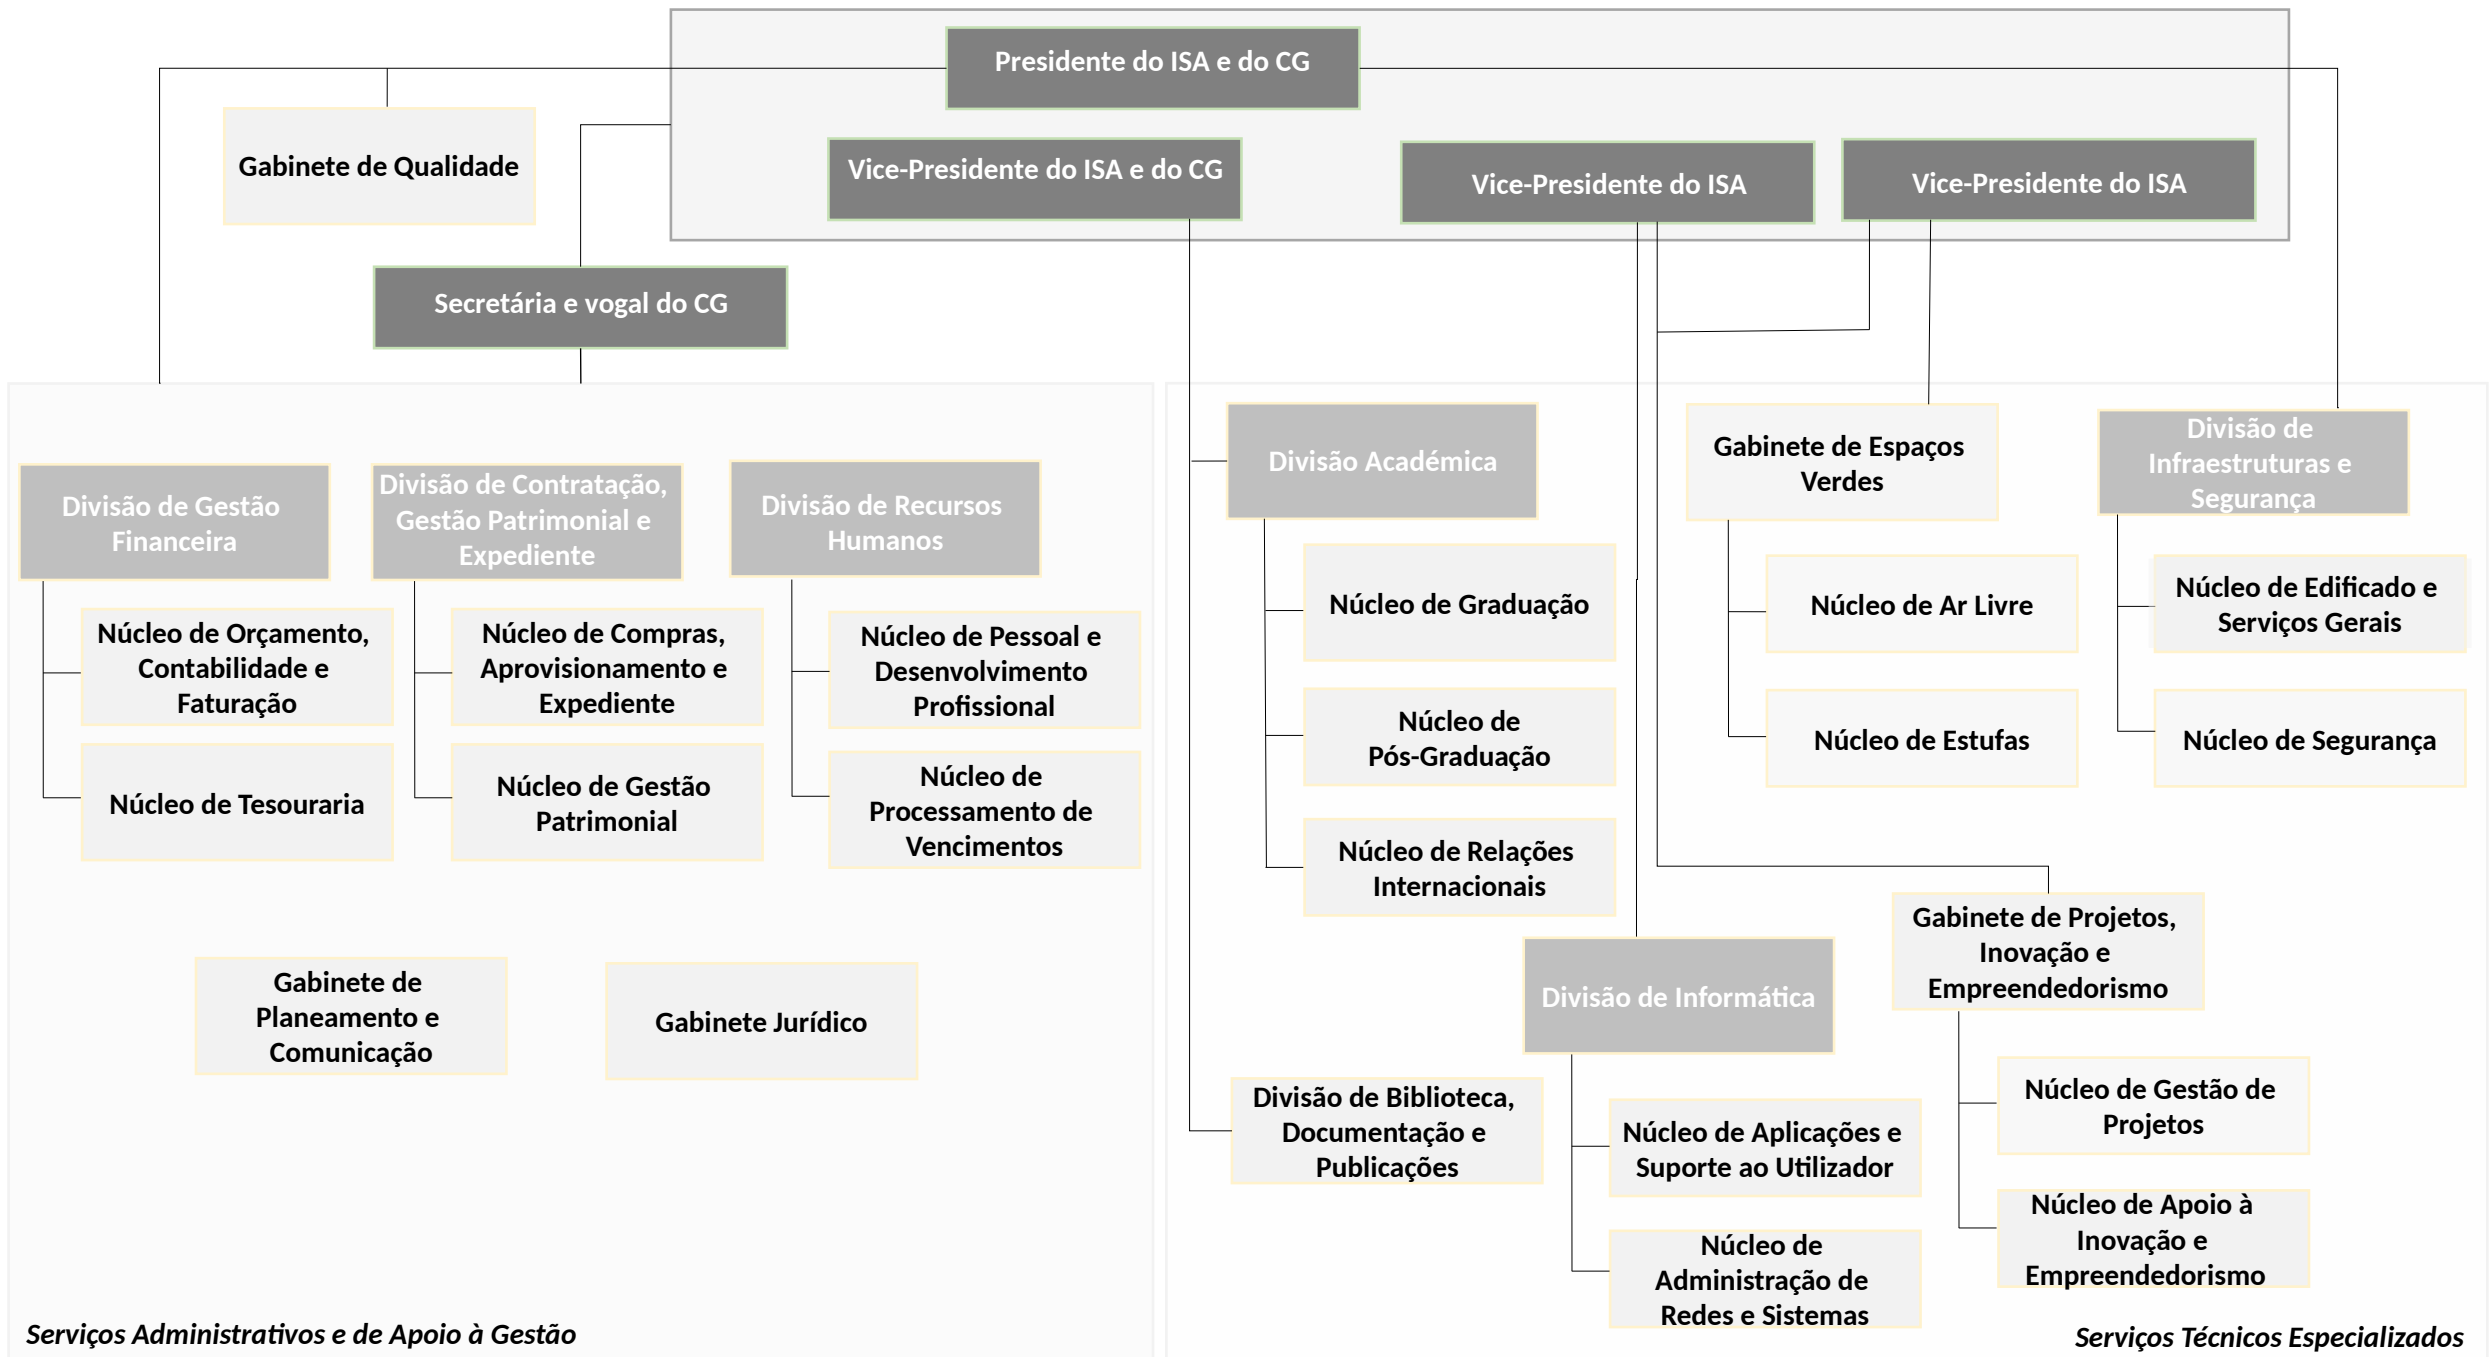 Presidente do ISA e do CG
Gabinete de Qualidade
Vice-Presidente do ISA e do CG
Vice-Presidente do ISA
Vice-Presidente do ISA
Secretária e vogal do CG
Divisão de Gestão
Financeira
Divisão de Contratação,
Gestão Patrimonial e
Expediente
Divisão de Recursos
Humanos
Núcleo de Orçamento,
Contabilidade e
Faturação
Núcleo de Compras,
Aprovisionamento e
Expediente
Núcleo de Pessoal e
Desenvolvimento
Profissional
Núcleo de Tesouraria
Núcleo de Gestão
Patrimonial
Núcleo de
Processamento de
Vencimentos
Gabinete de
Planeamento e
Comunicação
Gabinete Jurídico
Serviços Administrativos e de Apoio à Gestão
Divisão Académica
Gabinete de Espaços
Verdes
Divisão de
Infraestruturas e
Segurança
Núcleo de Graduação
Núcleo de Ar Livre
Núcleo de Edificado e
Serviços Gerais
Núcleo de
Pós-Graduação
Núcleo de Estufas
Núcleo de Segurança
Núcleo de Relações
Internacionais
Gabinete de Projetos,
Inovação e
Empreendedorismo
Divisão de Informática
Divisão de Biblioteca,
Documentação e
Publicações
Núcleo de Aplicações e
Suporte ao Utilizador
Núcleo de Gestão de
Projetos
Núcleo de
Administração de
Redes e Sistemas
Núcleo de Apoio à
Inovação e
Empreendedorismo
Serviços Técnicos Especializados